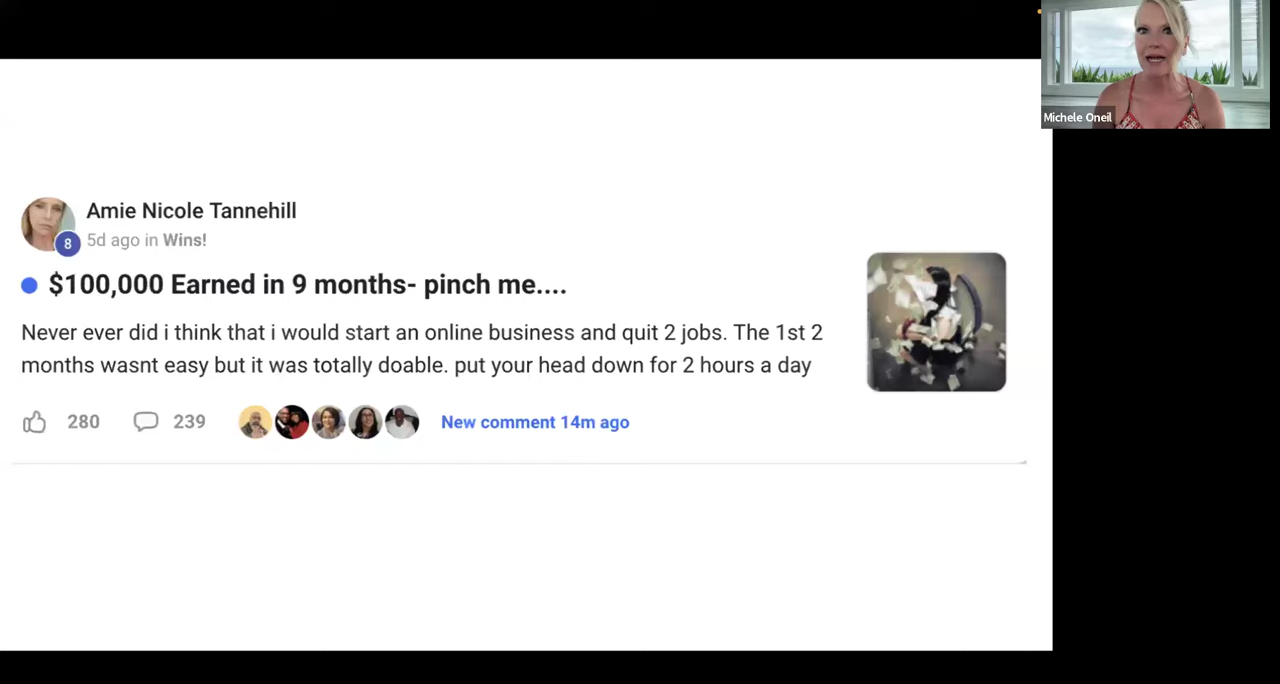 Michele Oneil
Amie Nicole Tannehill
8
5d ago in Wins!
$100,000 Earned in 9 months- pinch me....
Never ever did i think that i would start an online business and quit 2 jobs. The 1st 2
months wasnt easy but it was totally doable. put your head down for 2 hours a day
280 239 New comment 14m ago